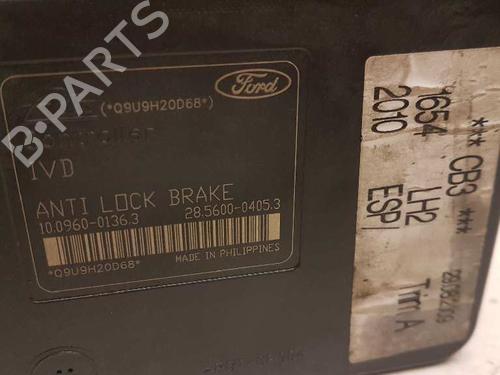 (*Q9U9H20D68*)
Ford
IVD
ANTI LOCK BRAKE
10.0960-0136.3 28.5600-0405.3
*Q9U9H20D68*
MADE IN PHILIPPINES
*** CB3 ***
1654 LH2
2010 ESP/
Trim A
B-PARTS